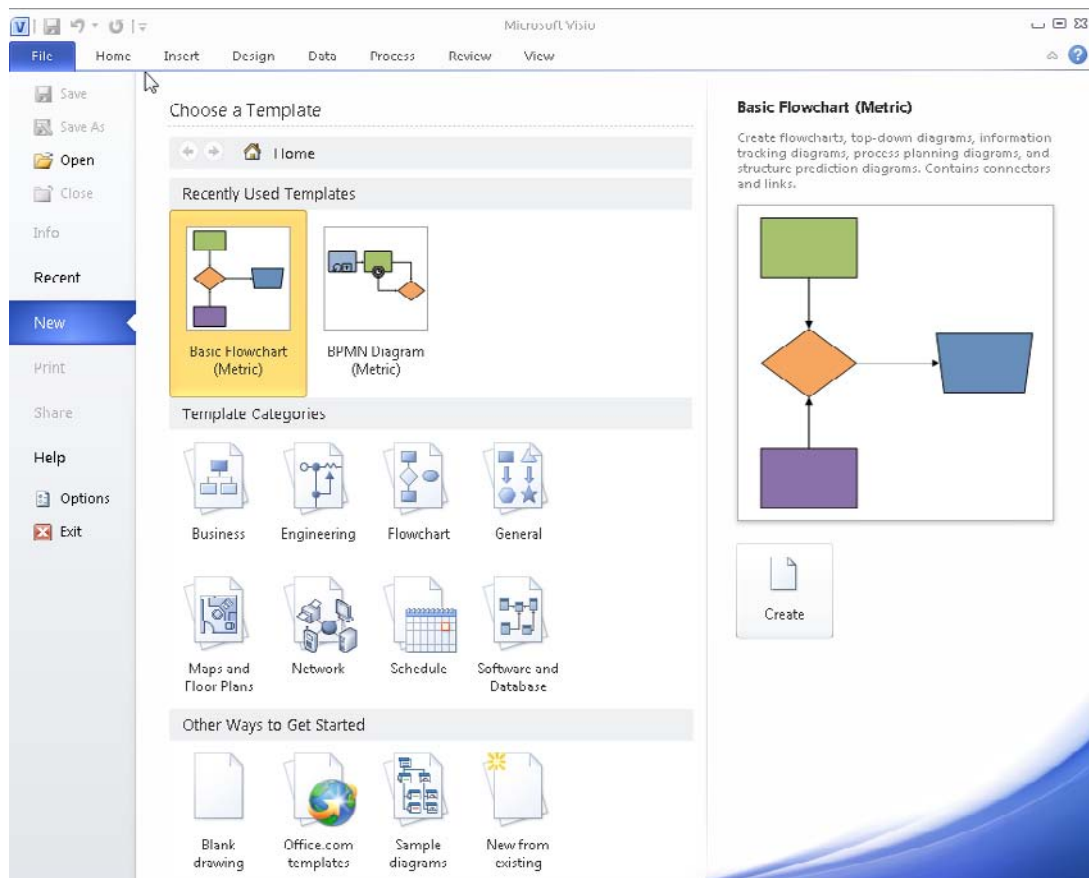 Microsoft Visio
File Home Insert Design Data Process Review View
Save
Save As
Open
Close
Info
Recent
New
Print
Share
Help
Options
Exit
Choose a Template
Home
Recently Used Templates
Basic Flowchart
(Metric)
BPMN Diagram
(Metric)
Template Categories
Business
Engineering
Flowchart
General
Maps and
Floor Plans
Network
Schedule
Software and
Database
Other Ways to Get Started
Blank
drawing
Office.com
templates
Sample
diagrams
New from
existing
Basic Flowchart (Metric)
Create flowcharts, top-down diagrams, information
tracking diagrams, process planning diagrams, and
structure prediction diagrams. Contains connectors
and links.
Create